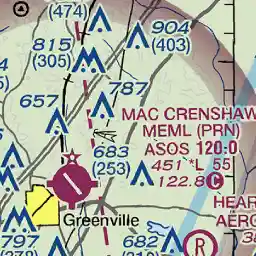 (474)
904
(403)
815
(305)
787
657
MAC CRENSHAW
MEML (PRN)
ASOS 120.0
451 *L 55
122.8 C
683
(253)
Greenville
HEAR
AERO
797
682
R